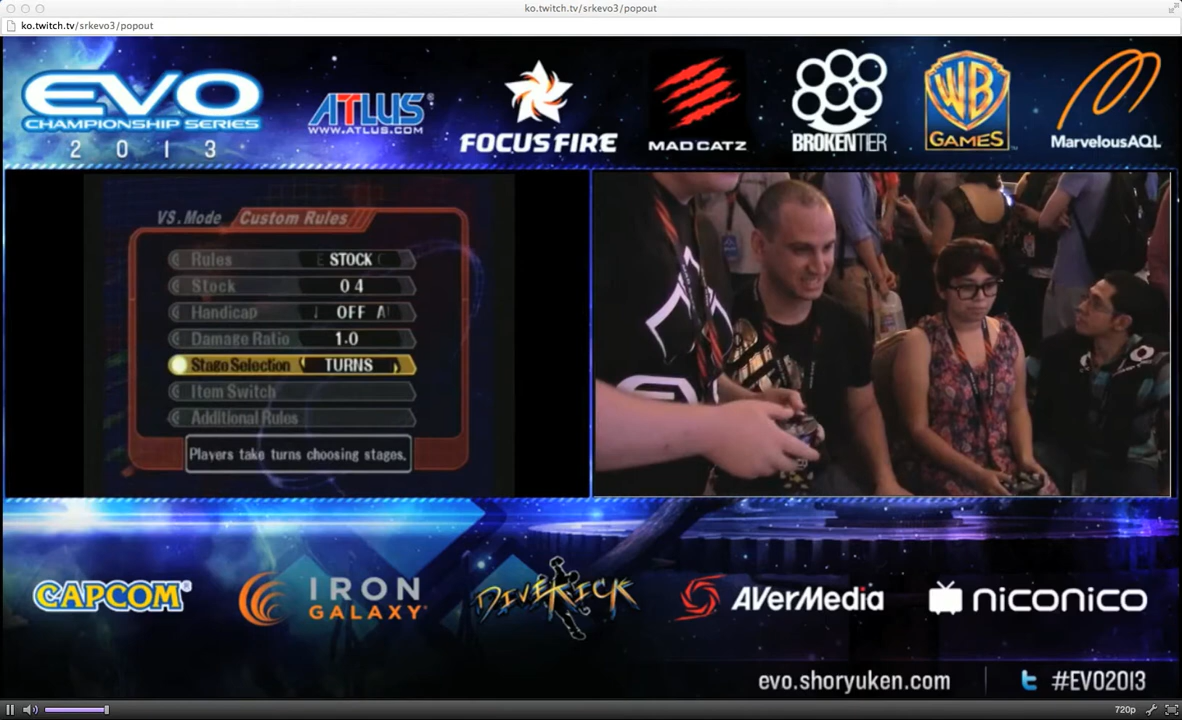 ko.twitch.tv/srkevo3/popout
ko.twitch.tv/srkevo3/popout
EVO
CHAMPIONSHIP SERIES
2013
ATLUS®
WWW.ATLUS.COM
FOCUS FIRE
MAD CATZ
BROKENTIER
WB
GAMES™
MarvelousAQL
VS.Mode Custom Rules
Rules STOCK
Stock 04
Handicap OFF
Damage Ratio 1.0
Stage Selection TURNS
Item Switch
Additional Rules
Players take turns choosing stages.
CAPCOM®
IRON
GALAXY
DIVEKICK
AVerMedia
niconico
evo.shoryuken.com
#EVO2013
720p